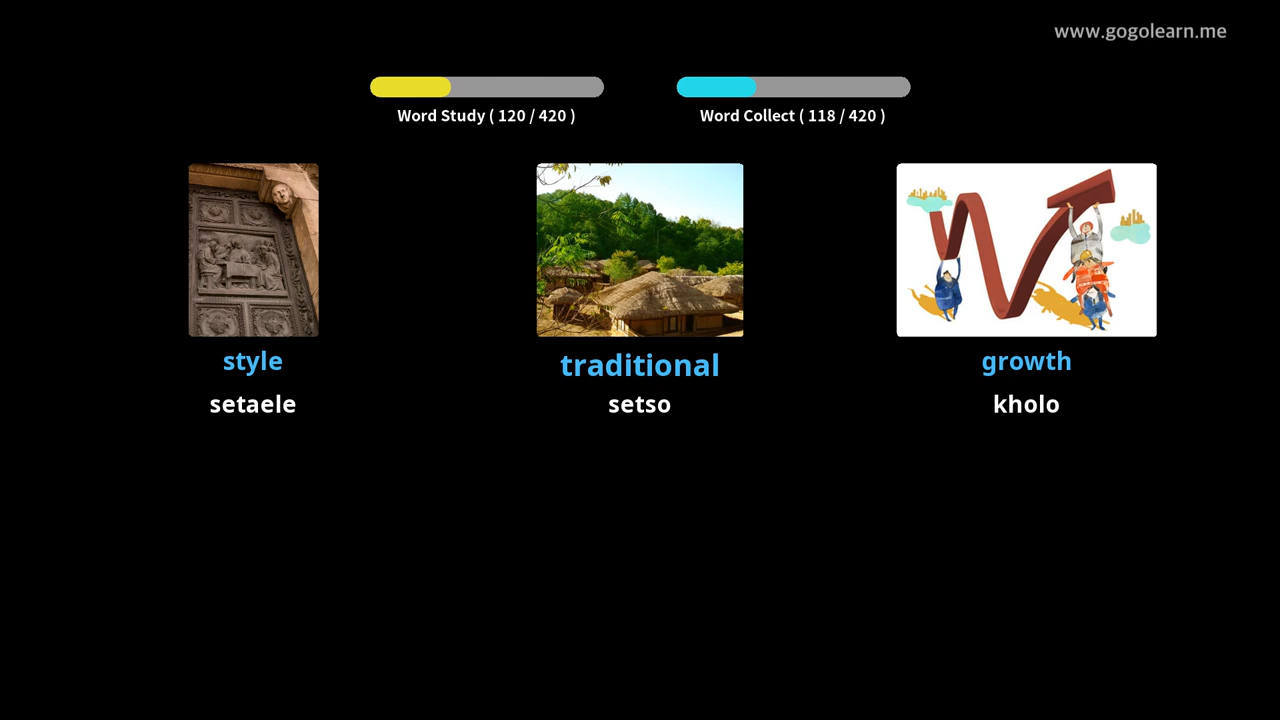 www.gogolearn.me
Word Study ( 120 / 420 )
Word Collect ( 118 / 420 )
style
traditional
growth
setaele
setso
kholo